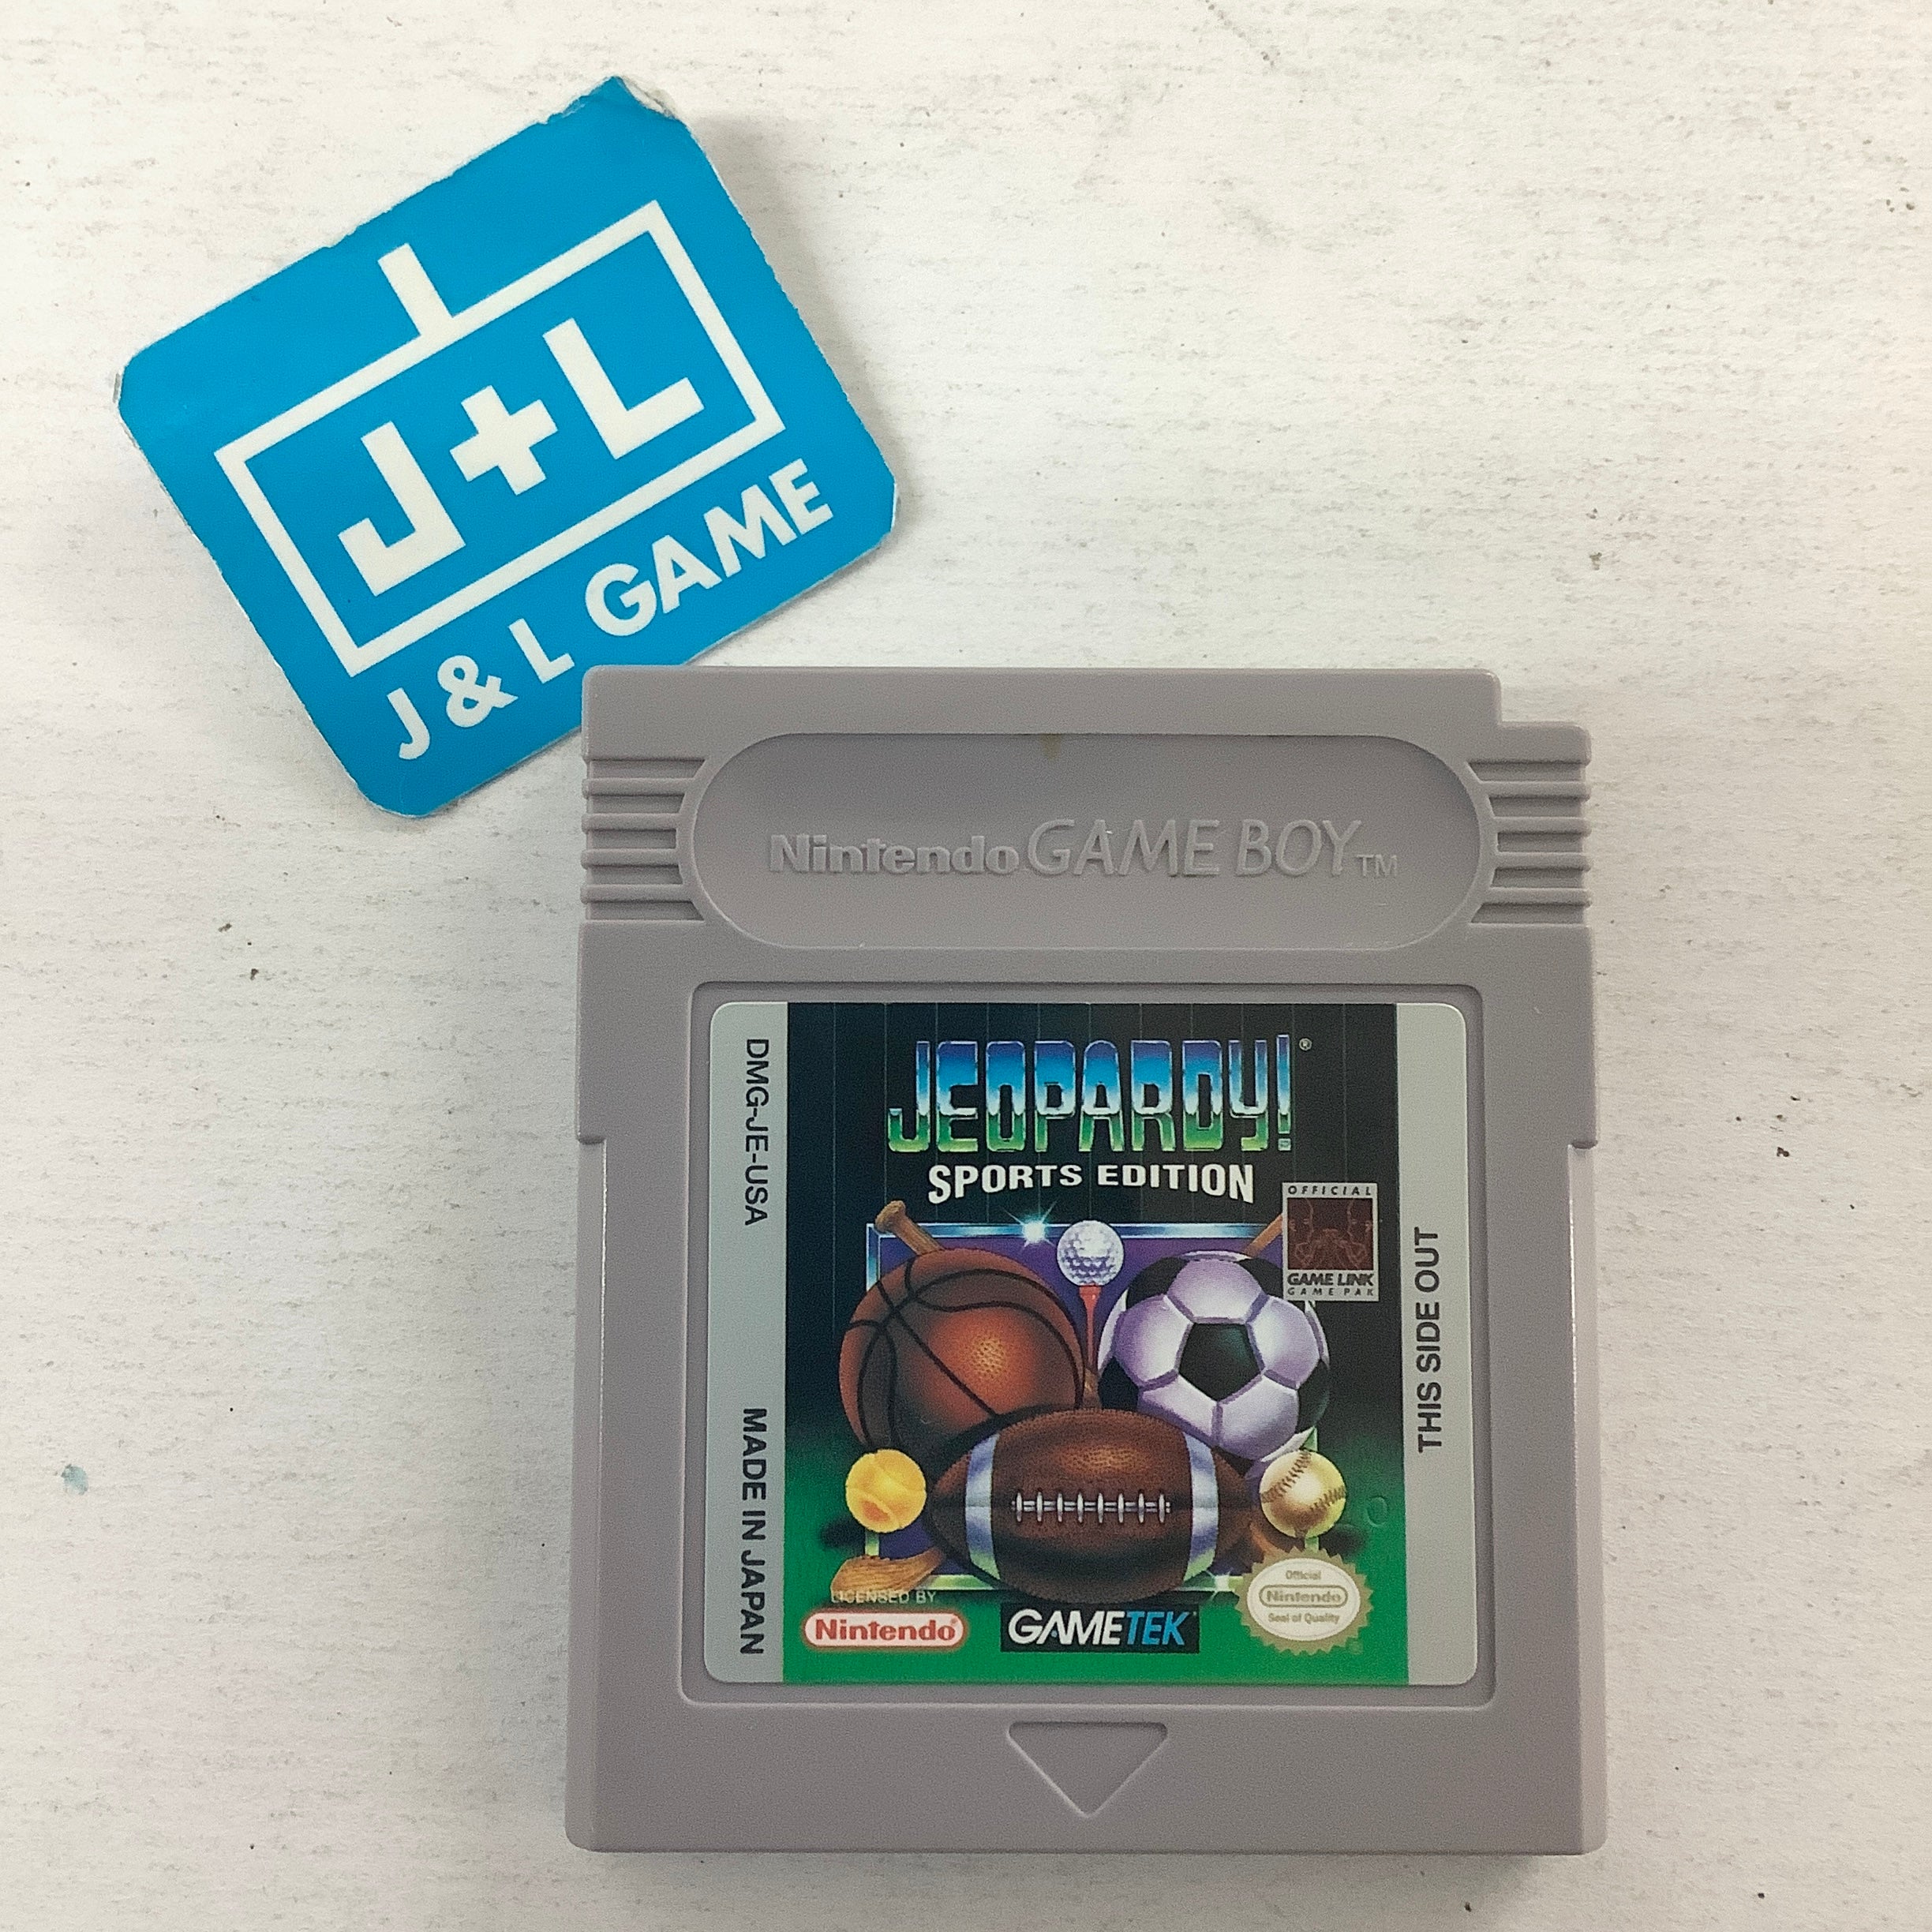 J+L
J & L GAME
Nintendo GAME BOY TM
DMG-JE-USA
MADE IN JAPAN
JEOPARDY!®
SPORTS EDITION
OFFICIAL
GAME LINK
GAME PAK
THIS SIDE OUT
LICENSED BY
Nintendo®
GAMETEK
Official
Nintendo
Seal of Quality